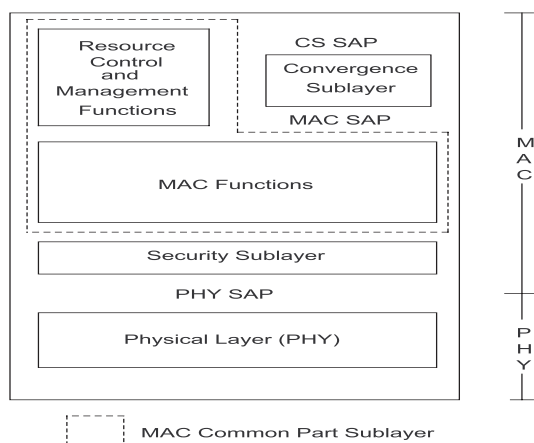 Resource
Control
and
Management
Functions
CS SAP
Convergence
Sublayer
MAC SAP
MAC Functions
Security Sublayer
PHY SAP
Physical Layer (PHY)
M
A
C
P
H
Y
MAC Common Part Sublayer